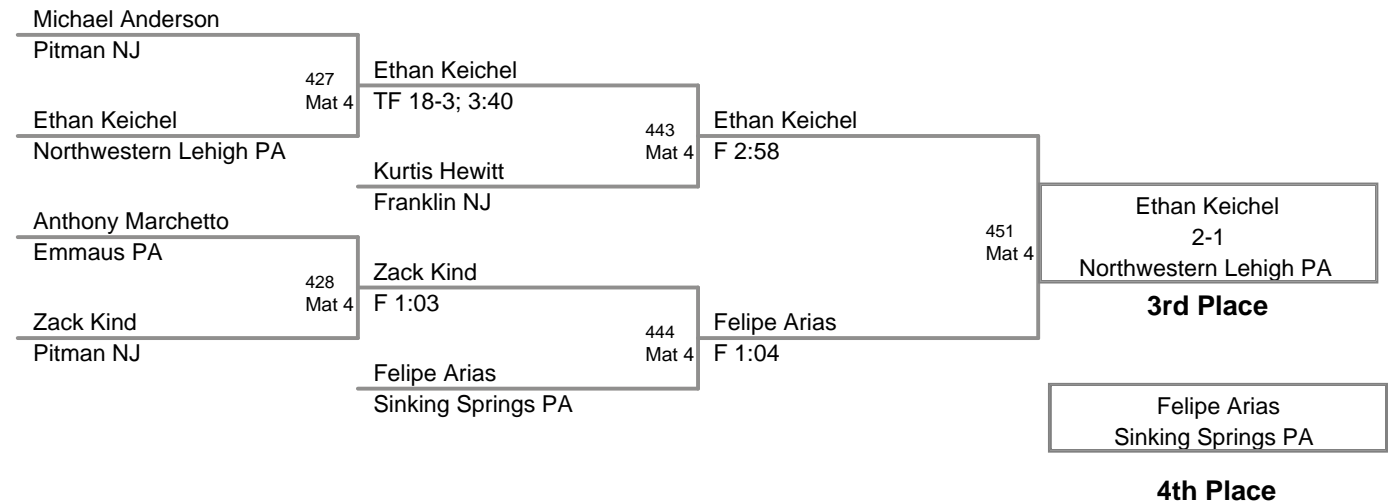 Michael Anderson
Pitman NJ
427
Mat 4
Ethan Keichel
Northwestern Lehigh PA
Ethan Keichel
TF 18-3; 3:40
443
Mat 4
Kurtis Hewitt
Franklin NJ
Ethan Keichel
F 2:58
Anthony Marchetto
Emmaus PA
428
Mat 4
Zack Kind
Pitman NJ
Zack Kind
F 1:03
444
Mat 4
Felipe Arias
Sinking Springs PA
Felipe Arias
F 1:04
451
Mat 4
Ethan Keichel
2-1
Northwestern Lehigh PA
3rd Place
Felipe Arias
Sinking Springs PA
4th Place